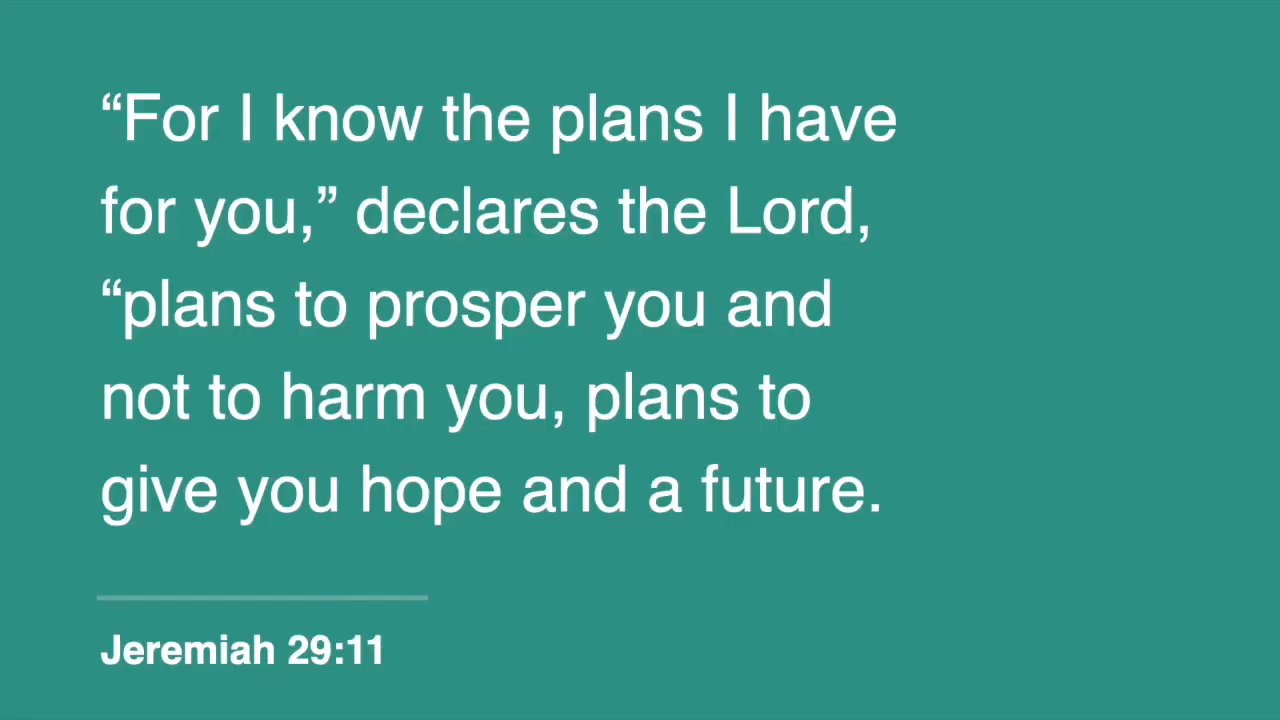 “For I know the plans I have
for you,” declares the Lord,
“plans to prosper you and
not to harm you, plans to
give you hope and a future.
Jeremiah 29:11